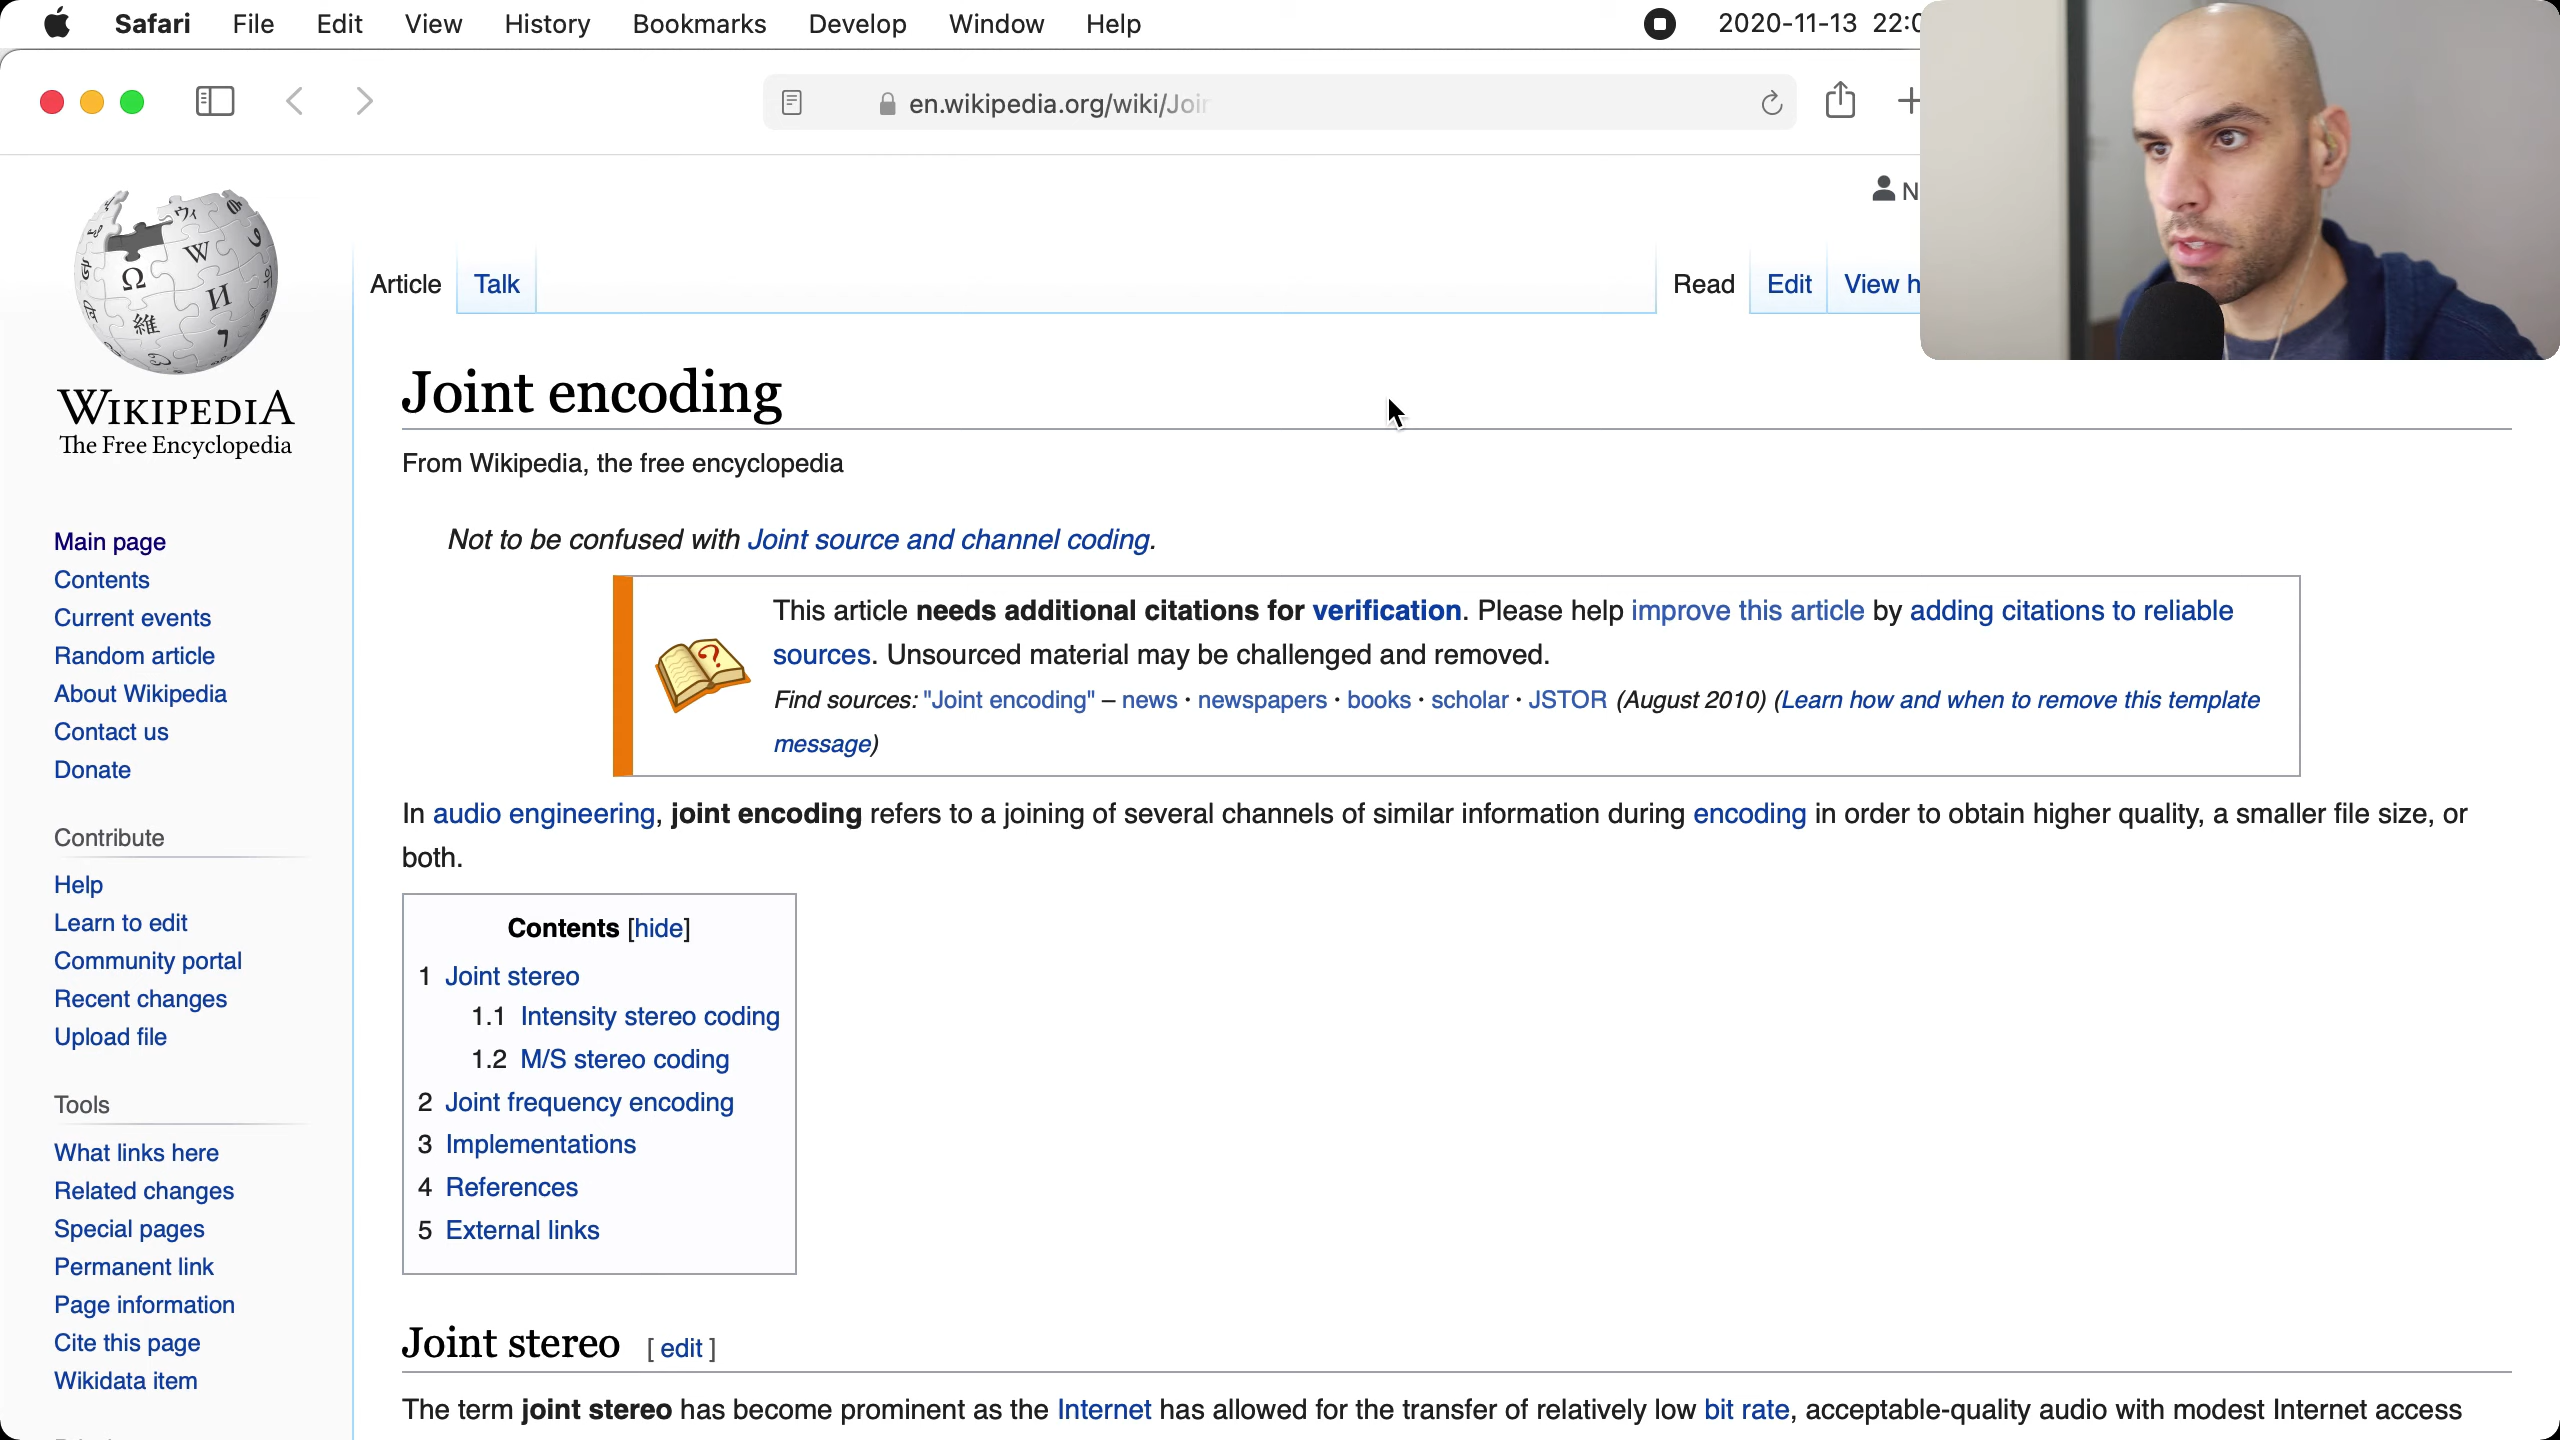 Safari File Edit View History Bookmarks Develop Window Help 2020-11-13 22:0
en.wikipedia.org/wiki/Join
N
Article Talk Read Edit View h
WIKIPEDIA
The Free Encyclopedia
Main page
Contents
Current events
Random article
About Wikipedia
Contact us
Donate
Contribute
Help
Learn to edit
Community portal
Recent changes
Upload file
Tools
What links here
Related changes
Special pages
Permanent link
Page information
Cite this page
Wikidata item
Joint encoding
From Wikipedia, the free encyclopedia
Not to be confused with Joint source and channel coding.
This article needs additional citations for verification. Please help improve this article by adding citations to reliable
sources. Unsourced material may be challenged and removed.
Find sources: "Joint encoding" – news · newspapers · books · scholar · JSTOR (August 2010) (Learn how and when to remove this template
message)
In audio engineering, joint encoding refers to a joining of several channels of similar information during encoding in order to obtain higher quality, a smaller file size, or
both.
Contents [hide]
1 Joint stereo
1.1 Intensity stereo coding
1.2 M/S stereo coding
2 Joint frequency encoding
3 Implementations
4 References
5 External links
Joint stereo [ edit ]
The term joint stereo has become prominent as the Internet has allowed for the transfer of relatively low bit rate, acceptable-quality audio with modest Internet access